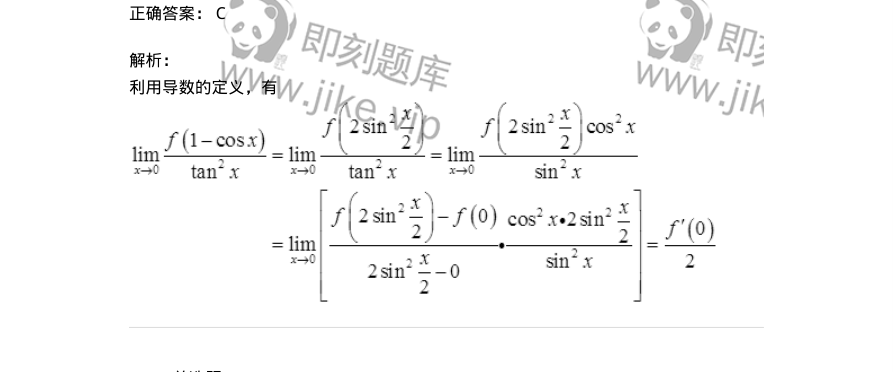 正确答案： C
即刻题库
www.jike.vip
即刻
www.jik
解析：
利用导数的定义，有
lim_{x→0} f(1−cos x)/tan² x = lim_{x→0} f(2sin² x/2)/tan² x = lim_{x→0} f(2sin² x/2)cos² x/sin² x
= lim_{x→0} [ (f(2sin² x/2) − f(0))/(2sin² x/2 − 0) • (cos² x•2sin² x/2)/sin² x ] = f′(0)/2